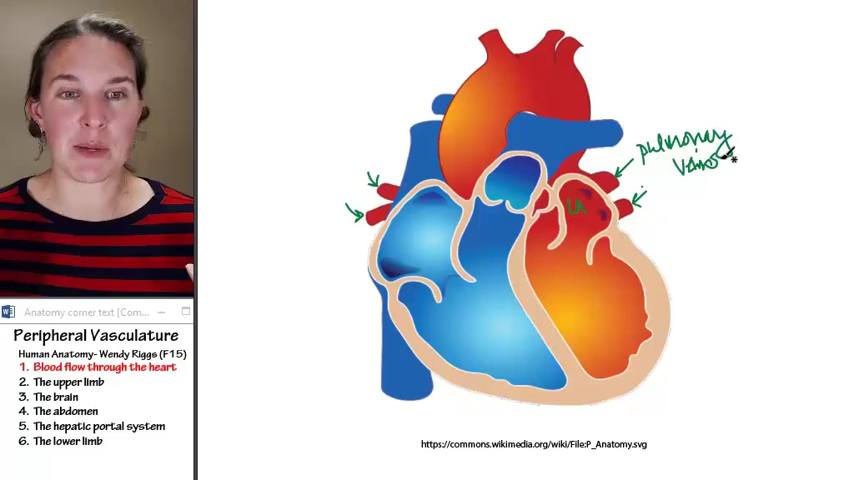 Anatomy corner text [Com...
Peripheral Vasculature
Human Anatomy- Wendy Riggs (F15)
1. Blood flow through the heart
2. The upper limb
3. The brain
4. The abdomen
5. The hepatic portal system
6. The lower limb
pulmonary
veins
LA
https://commons.wikimedia.org/wiki/File:P_Anatomy.svg